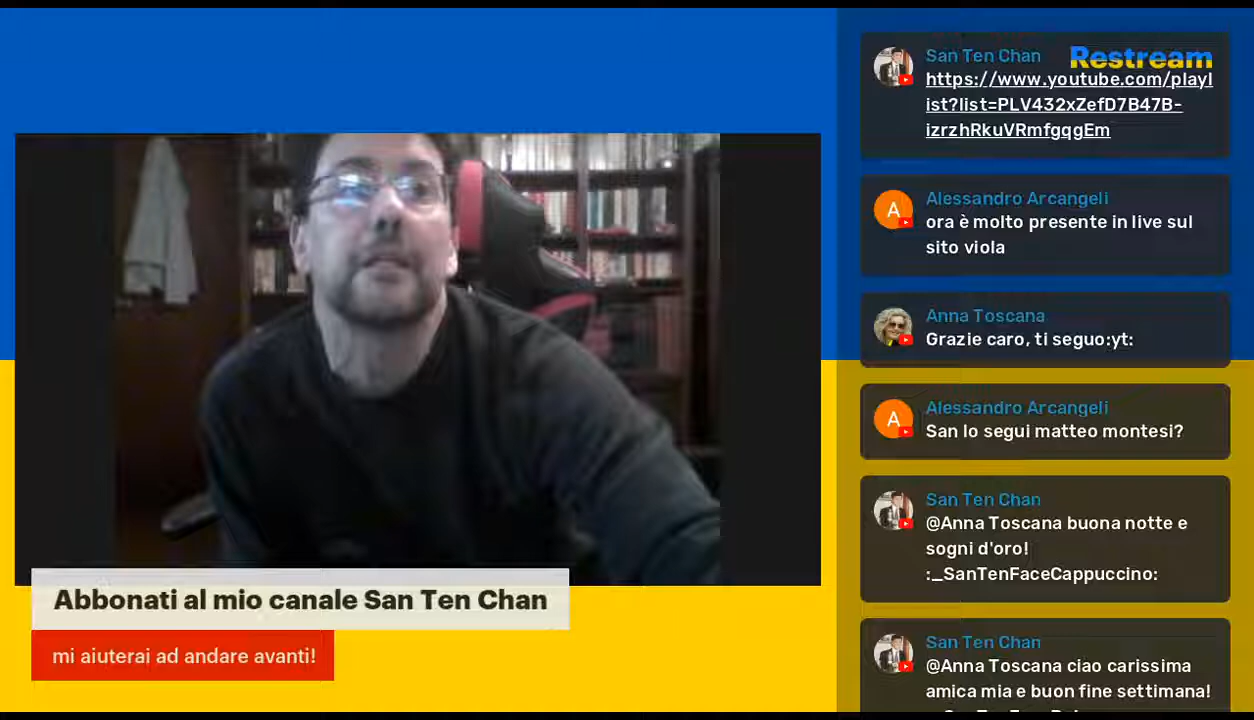 Abbonati al mio canale San Ten Chan
mi aiuterai ad andare avanti!
Restream
San Ten Chan
https://www.youtube.com/playl
ist?list=PLV432xZefD7B47B-
izrzhRkuVRmfgqgEm
Alessandro Arcangeli
A
ora è molto presente in live sul
sito viola
Anna Toscana
Grazie caro, ti seguo:yt:
Alessandro Arcangeli
A
San lo segui matteo montesi?
San Ten Chan
@Anna Toscana buona notte e
sogni d'oro!
:_SanTenFaceCappuccino:
San Ten Chan
@Anna Toscana ciao carissima
amica mia e buon fine settimana!